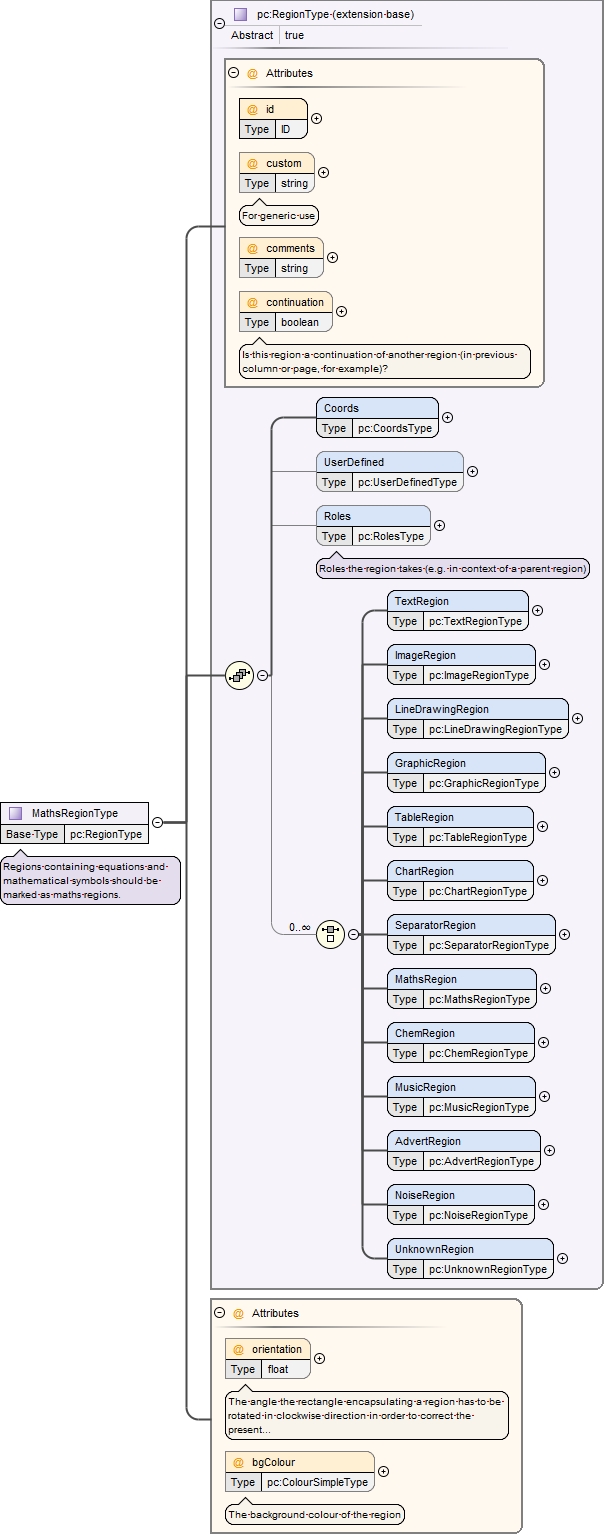 pc:RegionType (extension base)
Abstract true
@ Attributes
@ id
Type ID
@ custom
Type string
For generic use
@ comments
Type string
@ continuation
Type boolean
Is this region a continuation of another region (in previous
column or page, for example)?
Coords
Type pc:CoordsType
UserDefined
Type pc:UserDefinedType
Roles
Type pc:RolesType
Roles the region takes (e.g. in context of a parent region)
TextRegion
Type pc:TextRegionType
ImageRegion
Type pc:ImageRegionType
LineDrawingRegion
Type pc:LineDrawingRegionType
GraphicRegion
Type pc:GraphicRegionType
TableRegion
Type pc:TableRegionType
MathsRegionType
Base Type pc:RegionType
Regions containing equations and
mathematical symbols should be
marked as maths regions.
ChartRegion
Type pc:ChartRegionType
0..∞
SeparatorRegion
Type pc:SeparatorRegionType
MathsRegion
Type pc:MathsRegionType
ChemRegion
Type pc:ChemRegionType
MusicRegion
Type pc:MusicRegionType
AdvertRegion
Type pc:AdvertRegionType
NoiseRegion
Type pc:NoiseRegionType
UnknownRegion
Type pc:UnknownRegionType
@ Attributes
@ orientation
Type float
The angle the rectangle encapsulating a region has to be
rotated in clockwise direction in order to correct the
present...
@ bgColour
Type pc:ColourSimpleType
The background colour of the region